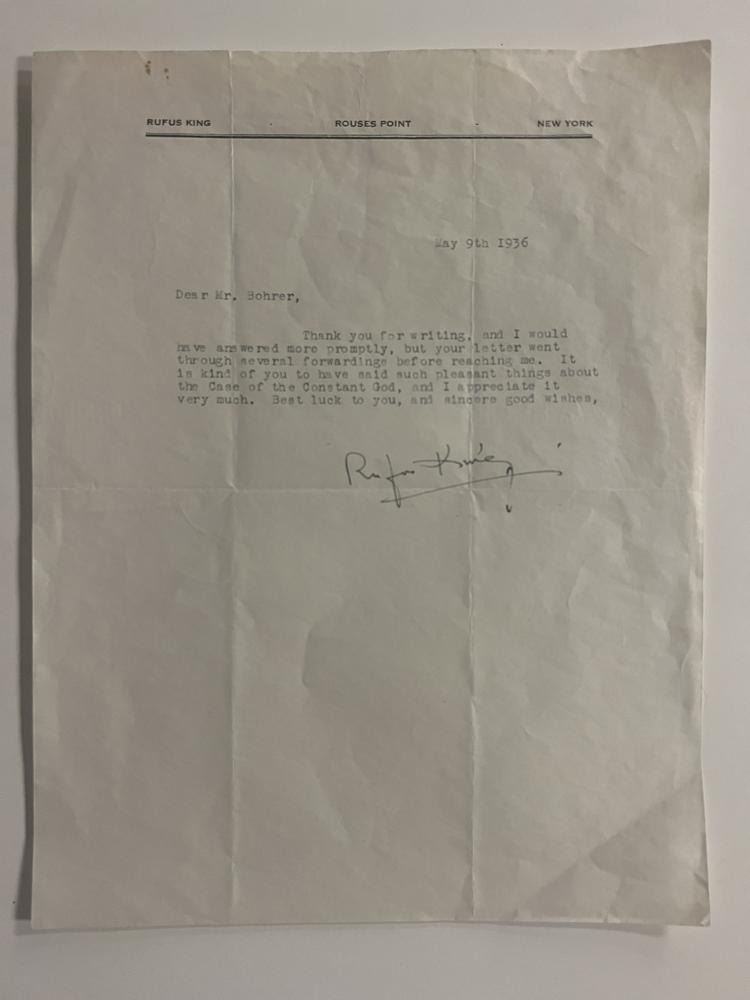 RUFUS KING . ROUSES POINT - NEW YORK
May 9th 1936
Dear Mr. Bohrer,
Thank you for writing, and I would
have answered more promptly, but your letter went
through several forwardings before reaching me. It
is kind of you to have said such pleasant things about
the Case of the Constant God, and I appreciate it
very much. Best luck to you, and sincere good wishes,
Rufus King